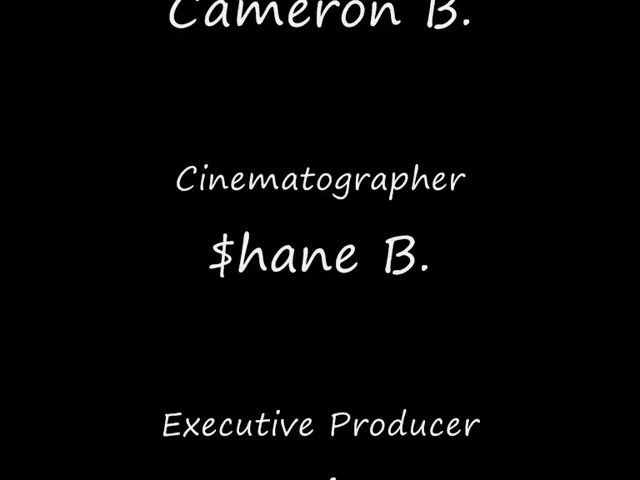 Cameron B.
Cinematographer
$hane B.
Executive Producer